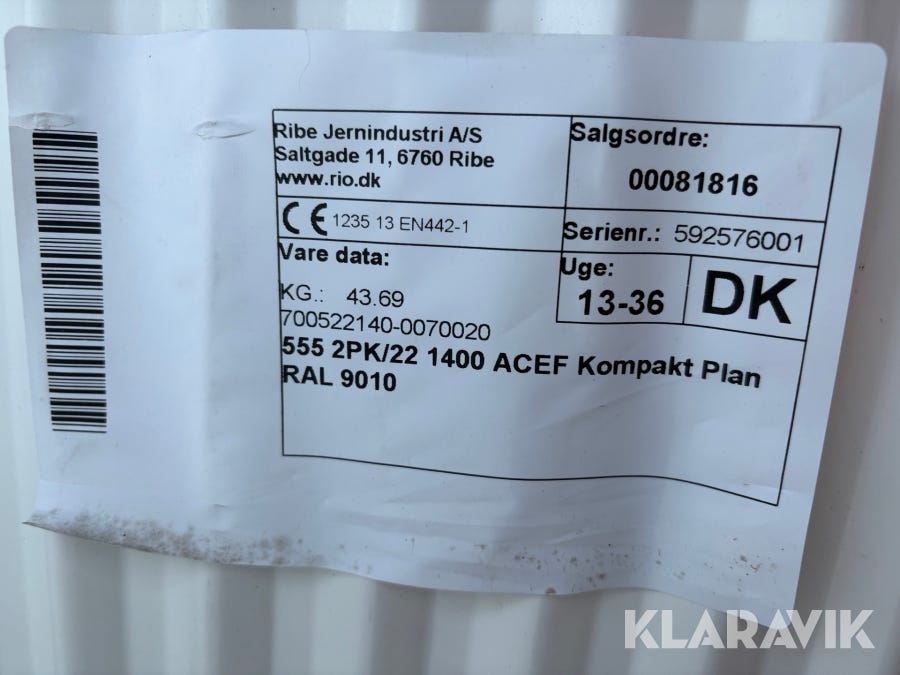 Ribe Jernindustri A/S
Saltgade 11, 6760 Ribe
www.rio.dk
Salgsordre:
00081816
CE 1235 13 EN442-1
Serienr.: 592576001
Vare data:
Uge:
13-36
DK
KG.: 43.69
700522140-0070020
555 2PK/22 1400 ACEF Kompakt Plan
RAL 9010
KLARAVIK